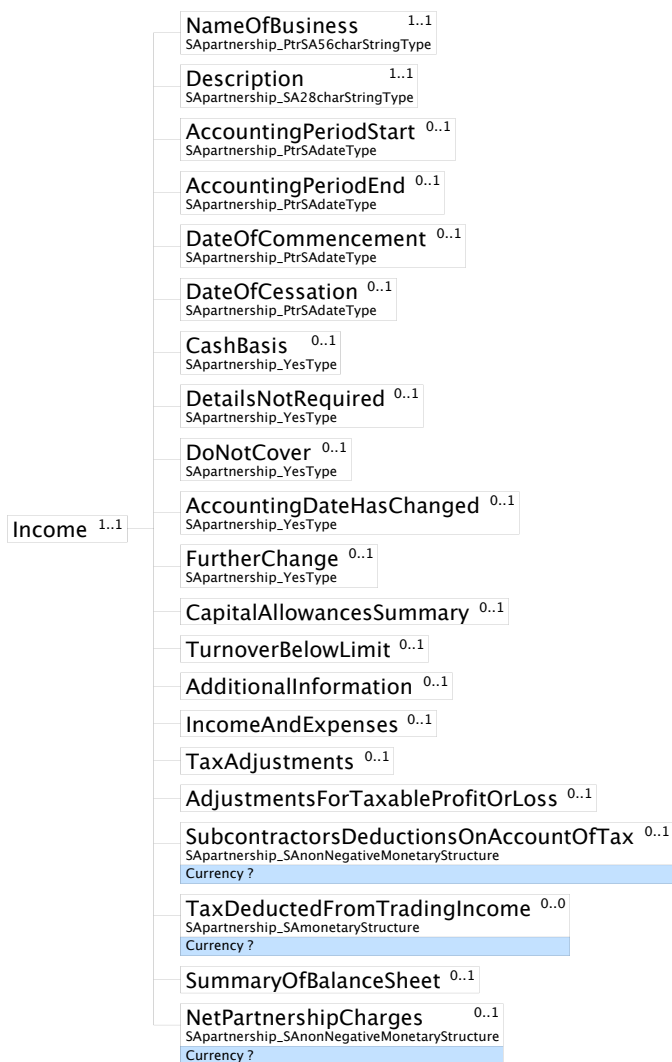 NameOfBusiness 1..1
SApartnership_PtrSA56charStringType
Description 1..1
SApartnership_SA28charStringType
AccountingPeriodStart 0..1
SApartnership_PtrSAdateType
AccountingPeriodEnd 0..1
SApartnership_PtrSAdateType
DateOfCommencement 0..1
SApartnership_PtrSAdateType
DateOfCessation 0..1
SApartnership_PtrSAdateType
CashBasis 0..1
SApartnership_YesType
DetailsNotRequired 0..1
SApartnership_YesType
DoNotCover 0..1
SApartnership_YesType
AccountingDateHasChanged 0..1
SApartnership_YesType
Income 1..1
FurtherChange 0..1
SApartnership_YesType
CapitalAllowancesSummary 0..1
TurnoverBelowLimit 0..1
AdditionalInformation 0..1
IncomeAndExpenses 0..1
TaxAdjustments 0..1
AdjustmentsForTaxableProfitOrLoss 0..1
SubcontractorsDeductionsOnAccountOfTax 0..1
SApartnership_SAnonNegativeMonetaryStructure
Currency ?
TaxDeductedFromTradingIncome 0..0
SApartnership_SAmonetaryStructure
Currency ?
SummaryOfBalanceSheet 0..1
NetPartnershipCharges 0..1
SApartnership_SAnonNegativeMonetaryStructure
Currency ?